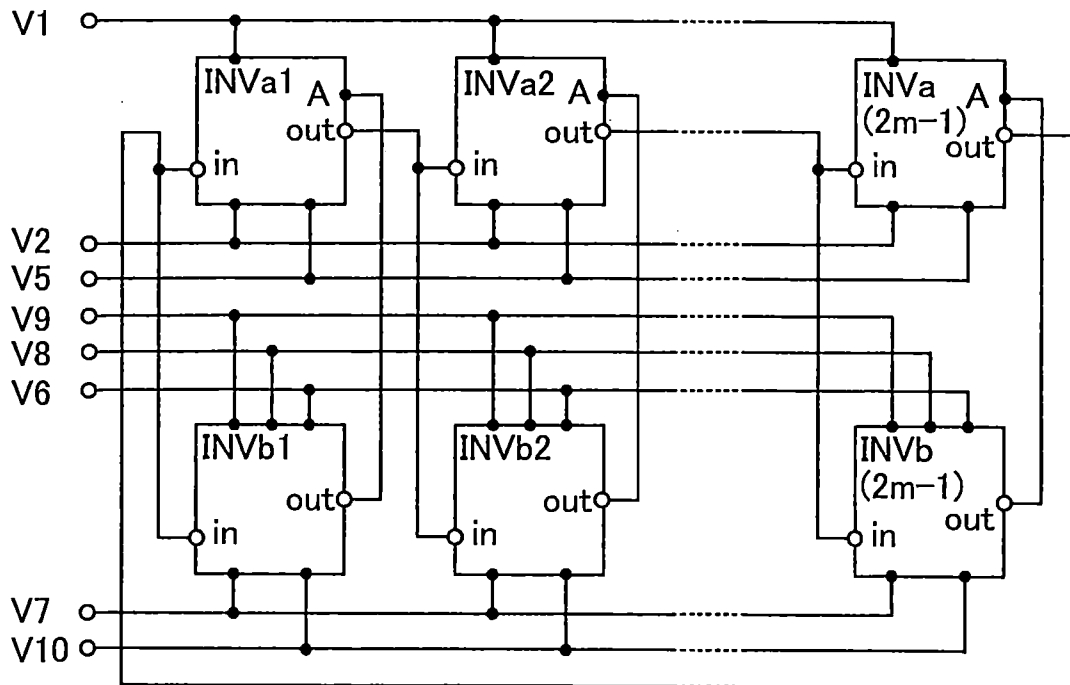 V1
INVa1
A
out
in
INVa2
A
out
in
INVa
(2m-1)
A
out
in
V2
V5
V9
V8
V6
INVb1
out
in
INVb2
out
in
INVb
(2m-1)
out
in
V7
V10